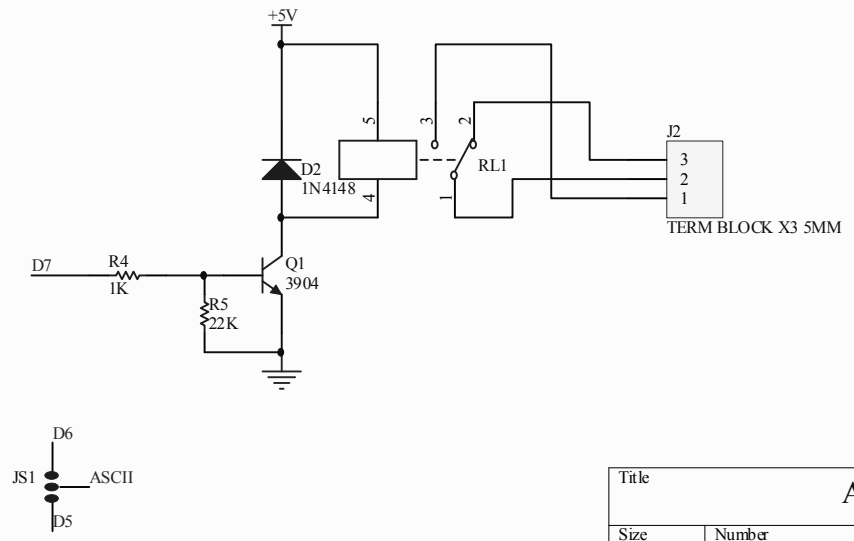 +5V
5
3
2
J2
D2
1N4148
RL1
3
2
1
4
1
TERM BLOCK X3 5MM
D7
R4
1K
Q1
3904
R5
22K
D6
JS1
ASCII
D5
Title
A
Size
Number